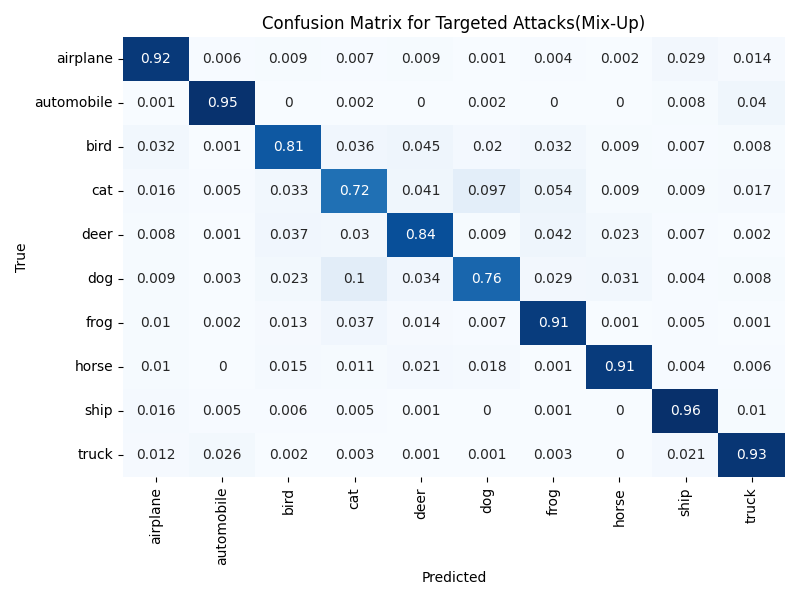 Confusion Matrix for Targeted Attacks(Mix-Up)
airplane 0.92 0.006 0.009 0.007 0.009 0.001 0.004 0.002 0.029 0.014
automobile 0.001 0.95 0 0.002 0 0.002 0 0 0.008 0.04
bird 0.032 0.001 0.81 0.036 0.045 0.02 0.032 0.009 0.007 0.008
cat 0.016 0.005 0.033 0.72 0.041 0.097 0.054 0.009 0.009 0.017
deer 0.008 0.001 0.037 0.03 0.84 0.009 0.042 0.023 0.007 0.002
True
dog 0.009 0.003 0.023 0.1 0.034 0.76 0.029 0.031 0.004 0.008
frog 0.01 0.002 0.013 0.037 0.014 0.007 0.91 0.001 0.005 0.001
horse 0.01 0 0.015 0.011 0.021 0.018 0.001 0.91 0.004 0.006
ship 0.016 0.005 0.006 0.005 0.001 0 0.001 0 0.96 0.01
truck 0.012 0.026 0.002 0.003 0.001 0.001 0.003 0 0.021 0.93
airplane automobile bird cat deer dog frog horse ship truck
Predicted